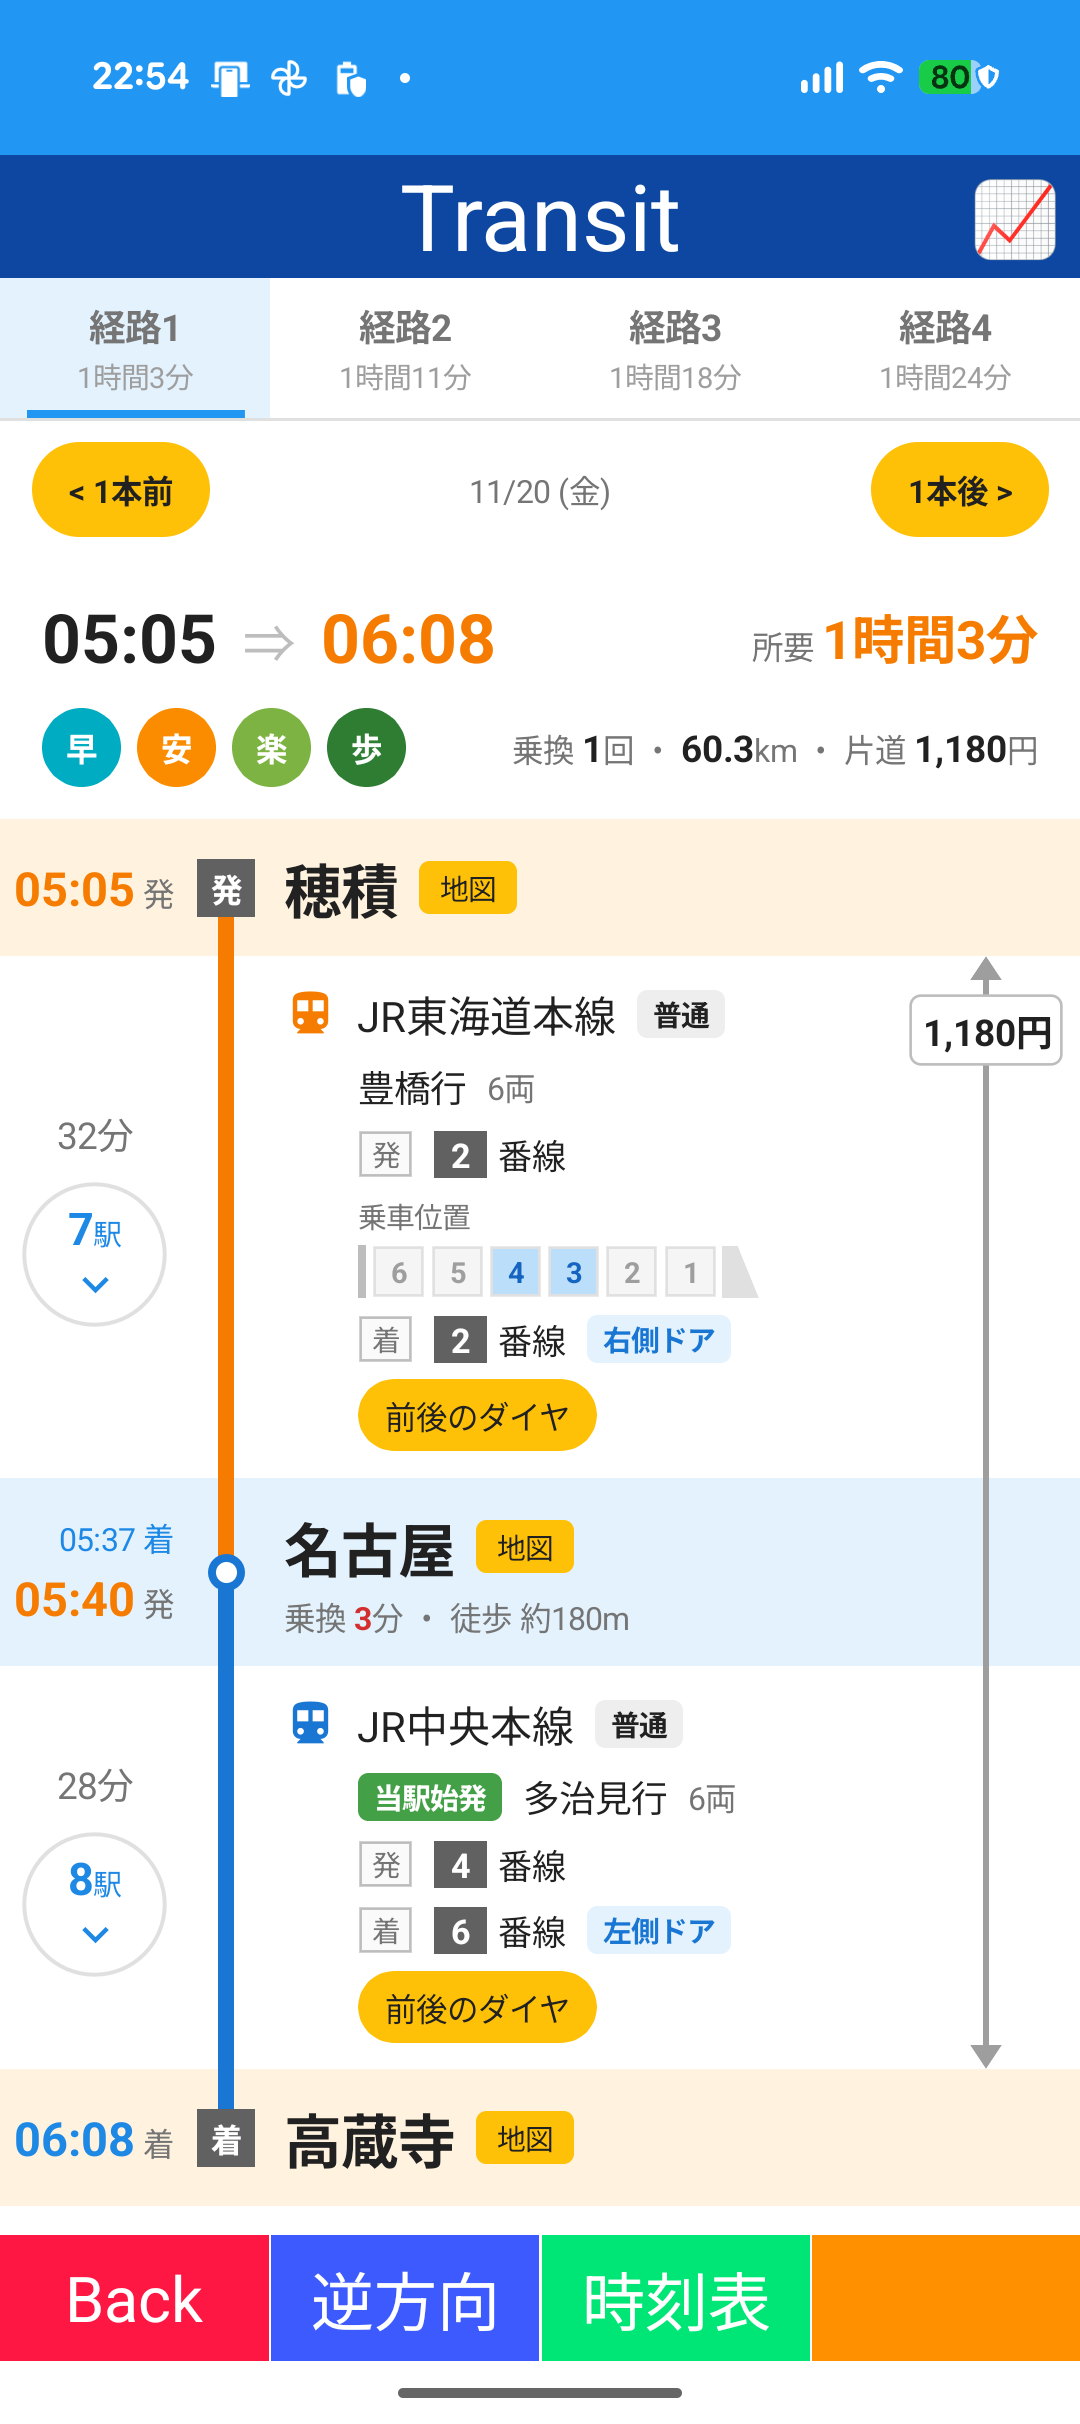 22:54
80
Transit
経路1 経路2 経路3 経路4
1時間3分 1時間11分 1時間18分 1時間24分
< 1本前 11/20 (金) 1本後 >
05:05 ⇒ 06:08 所要 1時間3分
早 安 楽 歩 乗換 1回 ・ 60.3km ・ 片道 1,180円
05:05 発 発 穂積 地図
JR東海道本線 普通
1,180円
豊橋行 6両
32分
発 2 番線
7駅
乗車位置
6 5 4 3 2 1
着 2 番線 右側ドア
前後のダイヤ
05:37 着
名古屋 地図
05:40 発
乗換 3分 ・ 徒歩 約180m
JR中央本線 普通
28分
当駅始発 多治見行 6両
発 4 番線
8駅
着 6 番線 左側ドア
前後のダイヤ
06:08 着 着 高蔵寺 地図
Back 逆方向 時刻表